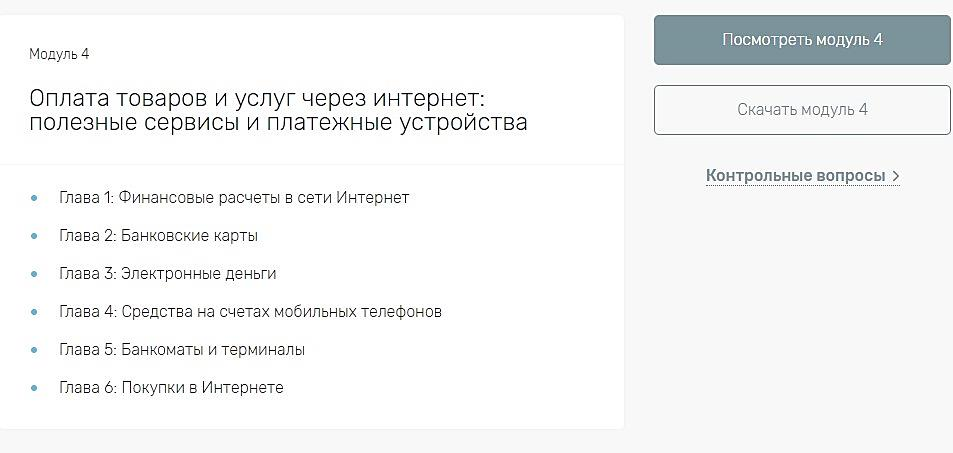 Модуль 4
Оплата товаров и услуг через интернет:
полезные сервисы и платежные устройства
Глава 1: Финансовые расчеты в сети Интернет
Глава 2: Банковские карты
Глава 3: Электронные деньги
Глава 4: Средства на счетах мобильных телефонов
Глава 5: Банкоматы и терминалы
Глава 6: Покупки в Интернете
Посмотреть модуль 4
Скачать модуль 4
Контрольные вопросы >